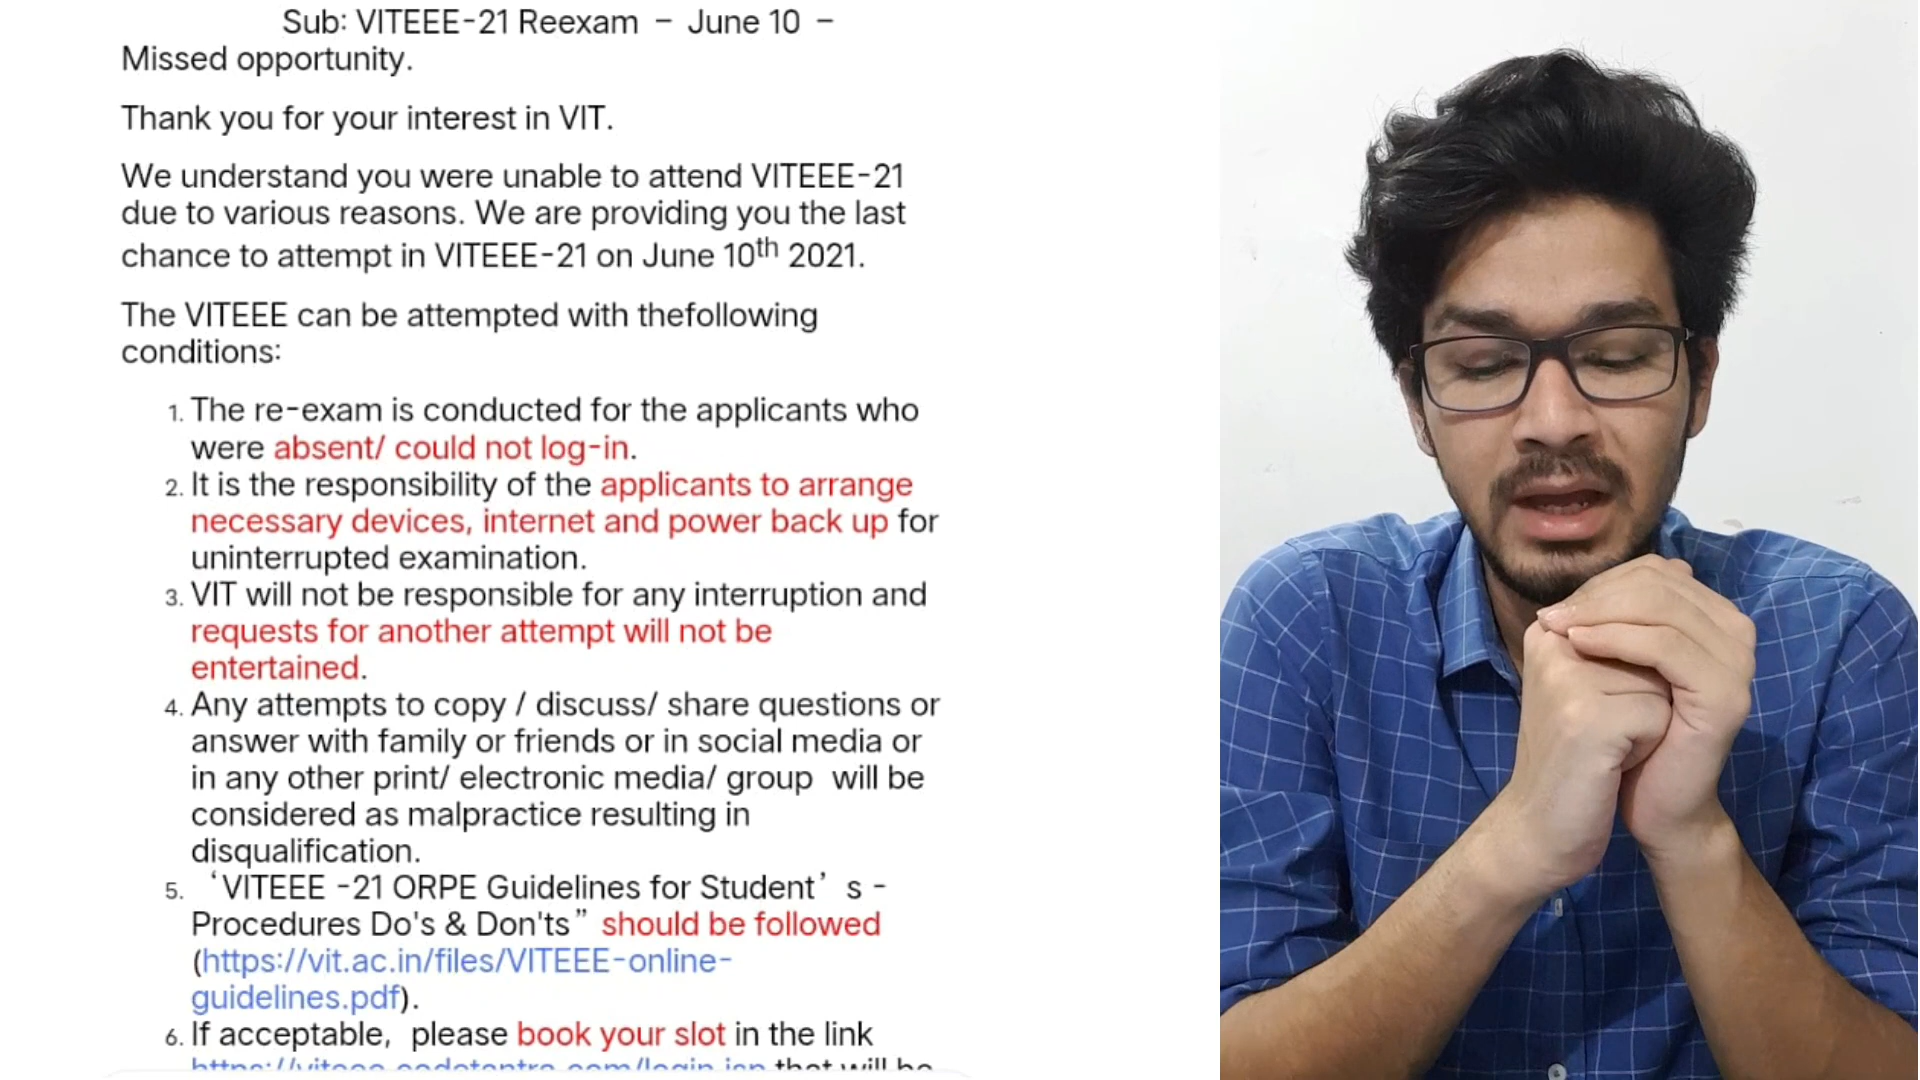 Sub: VITEEE-21 Reexam – June 10 –
Missed opportunity.
Thank you for your interest in VIT.
We understand you were unable to attend VITEEE-21
due to various reasons. We are providing you the last
chance to attempt in VITEEE-21 on June 10th 2021.
The VITEEE can be attempted with thefollowing
conditions:
1. The re-exam is conducted for the applicants who
were absent/ could not log-in.
2. It is the responsibility of the applicants to arrange
necessary devices, internet and power back up for
uninterrupted examination.
3. VIT will not be responsible for any interruption and
requests for another attempt will not be
entertained.
4. Any attempts to copy / discuss/ share questions or
answer with family or friends or in social media or
in any other print/ electronic media/ group will be
considered as malpractice resulting in
disqualification.
5. ‘VITEEE -21 ORPE Guidelines for Student’ s -
Procedures Do's & Don'ts” should be followed
(https://vit.ac.in/files/VITEEE-online-
guidelines.pdf).
6. If acceptable, please book your slot in the link
https://viteee.codetantra.com/login.jsp that will be